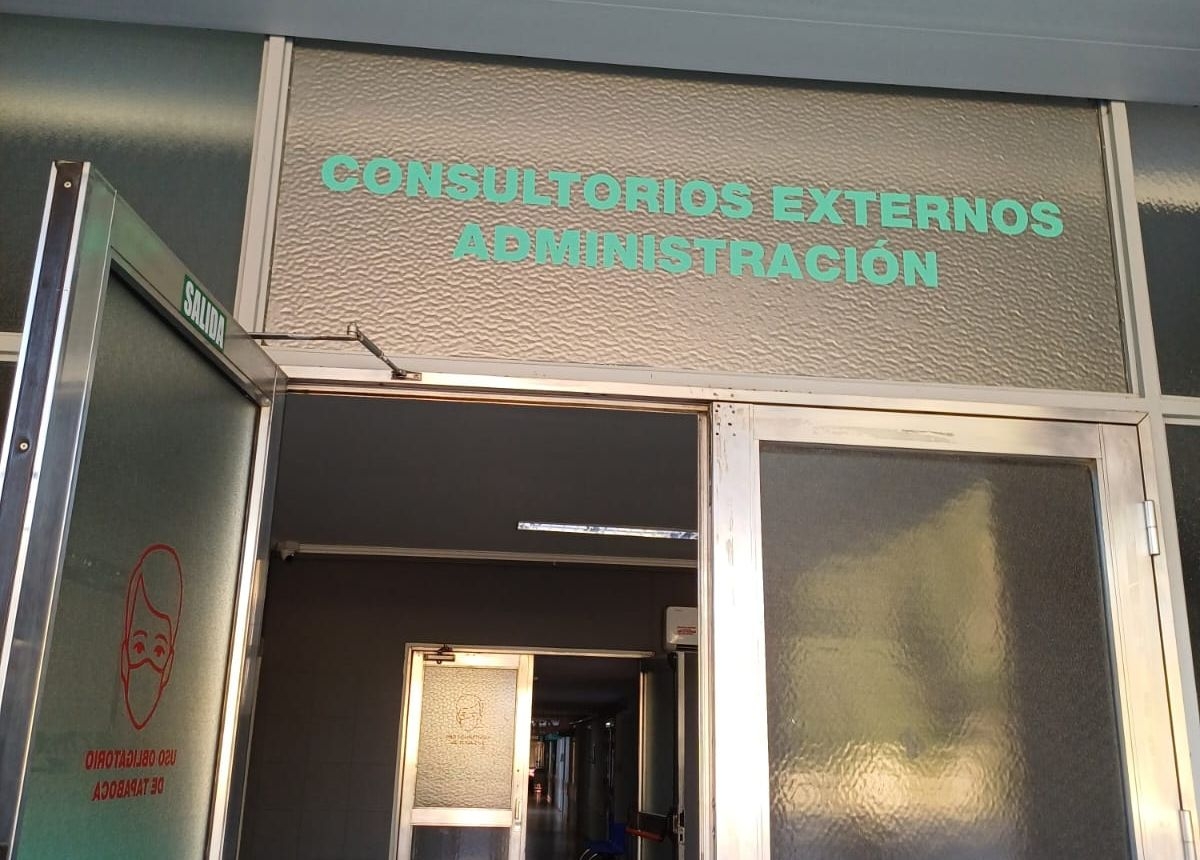 CONSULTORIOS EXTERNOS
ADMINISTRACIÓN
SALIDA
USO OBLIGATORIO
DE TAPABOCA